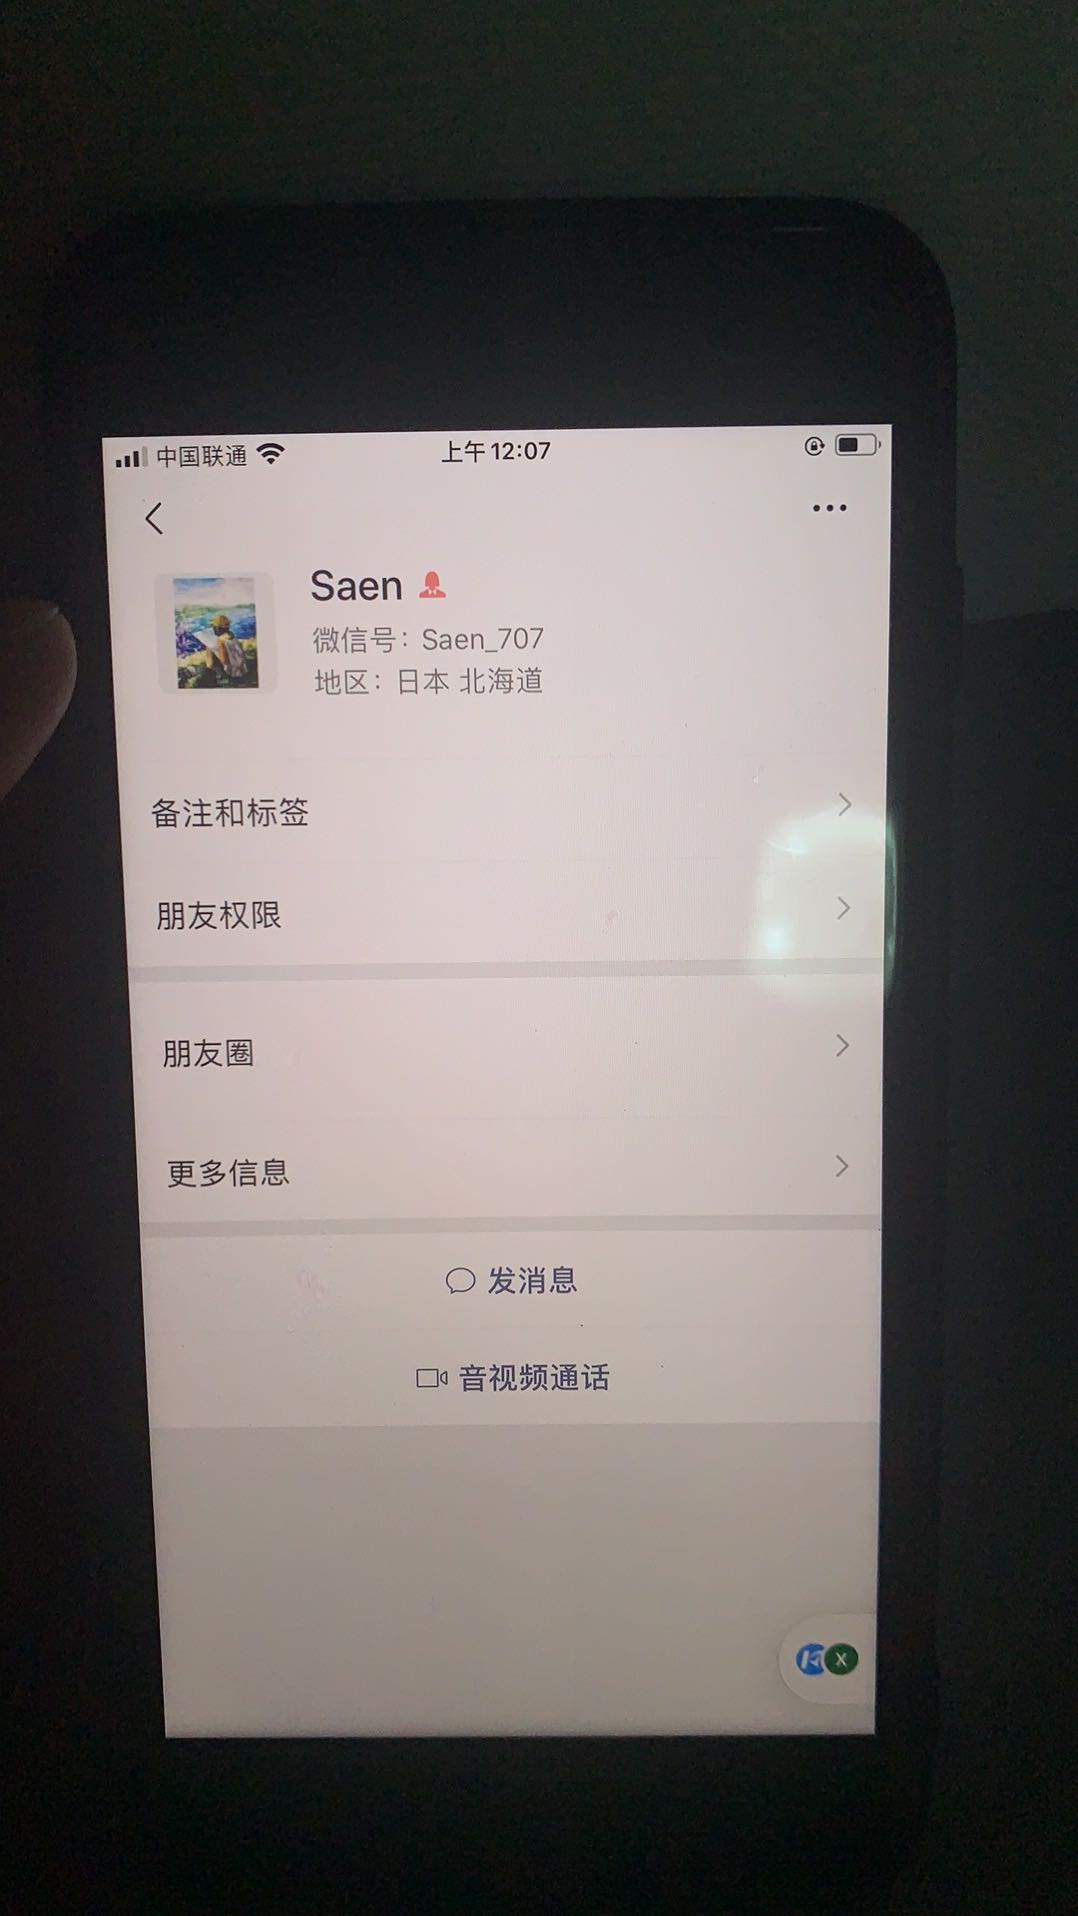 中国联通
上午12:07
Saen
微信号：Saen_707
地区：日本 北海道
备注和标签
朋友权限
朋友圈
更多信息
发消息
音视频通话
X